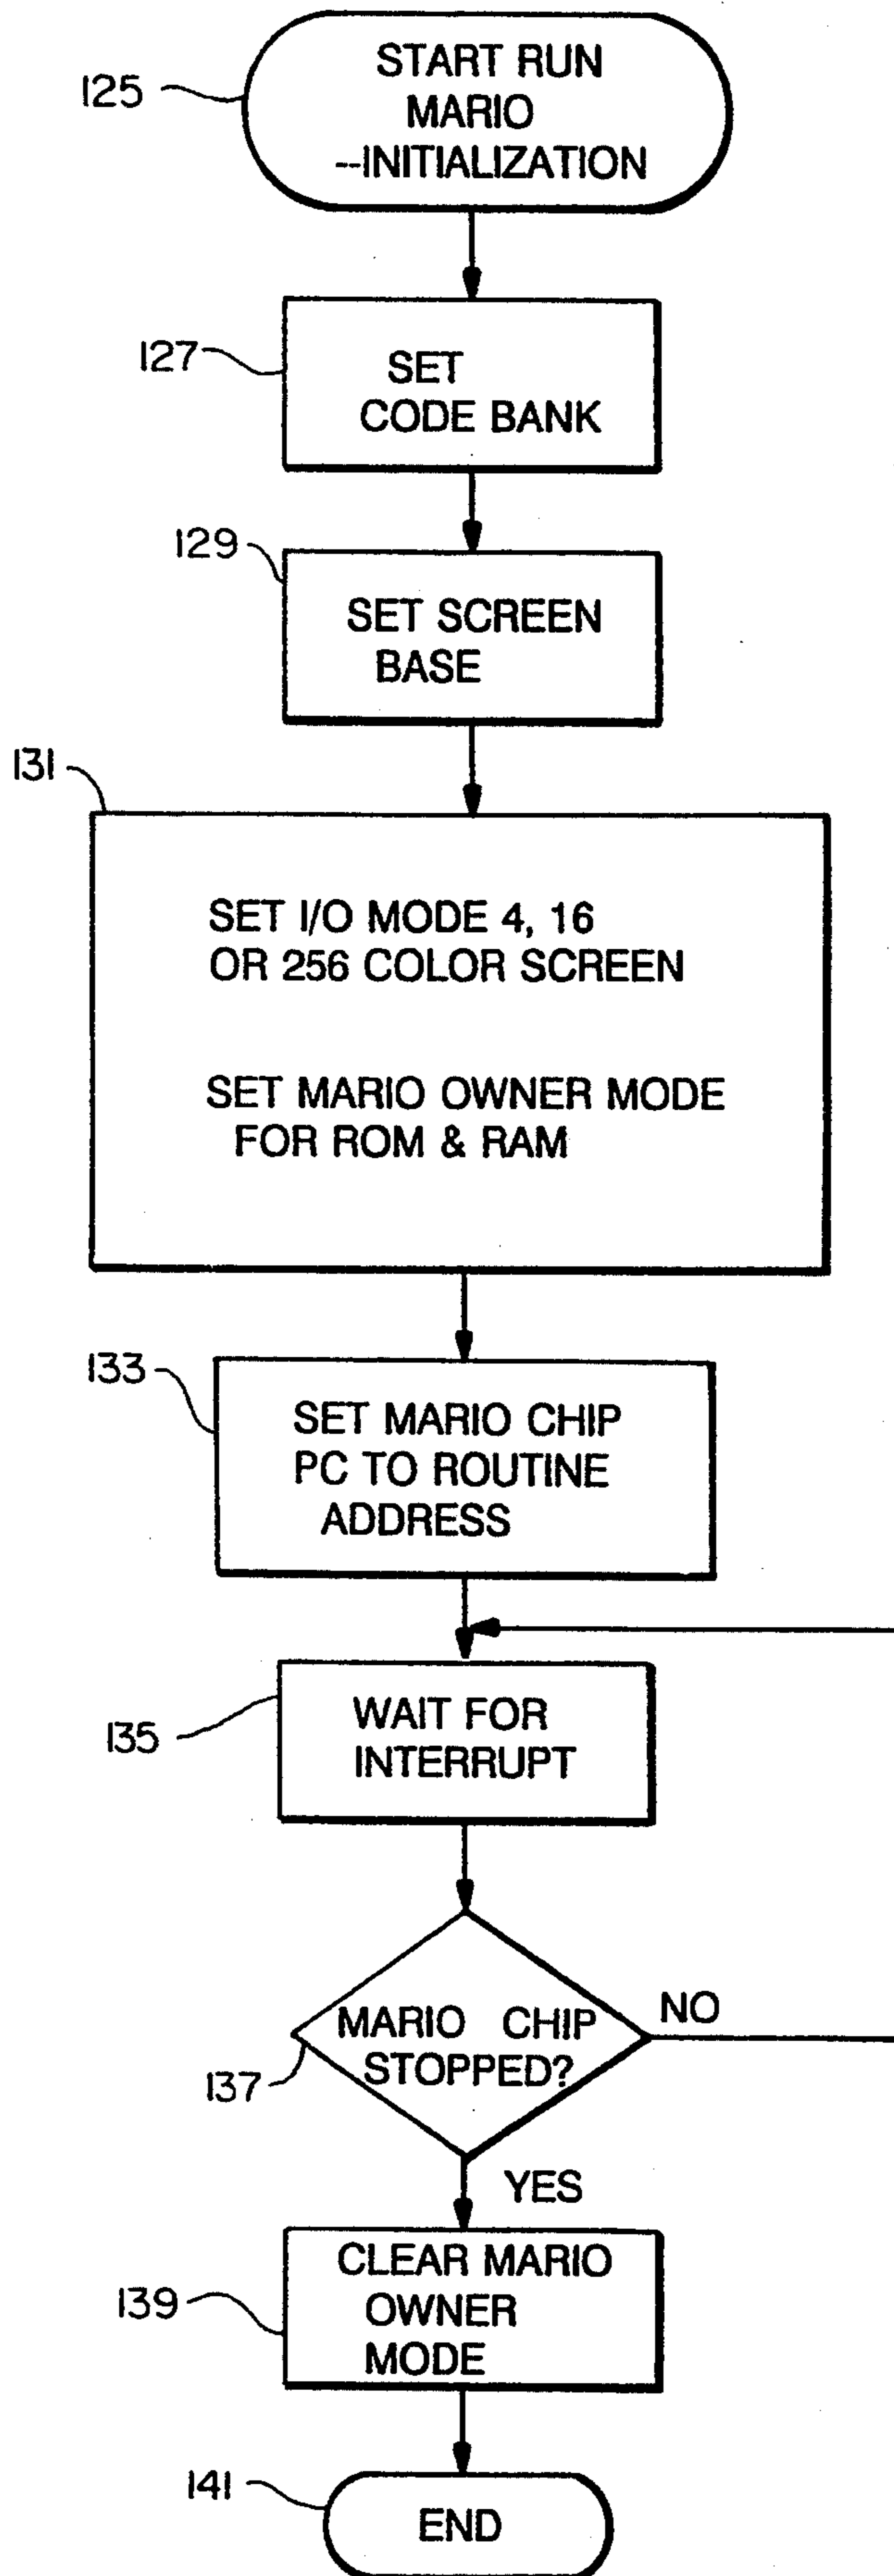 125
START RUN
MARIO
--INITIALIZATION
127
SET
CODE BANK
129
SET SCREEN
BASE
131
SET I/O MODE 4, 16
OR 256 COLOR SCREEN
SET MARIO OWNER MODE
FOR ROM & RAM
133
SET MARIO CHIP
PC TO ROUTINE
ADDRESS
135
WAIT FOR
INTERRUPT
137
MARIO CHIP
STOPPED?
NO
YES
139
CLEAR MARIO
OWNER
MODE
141
END